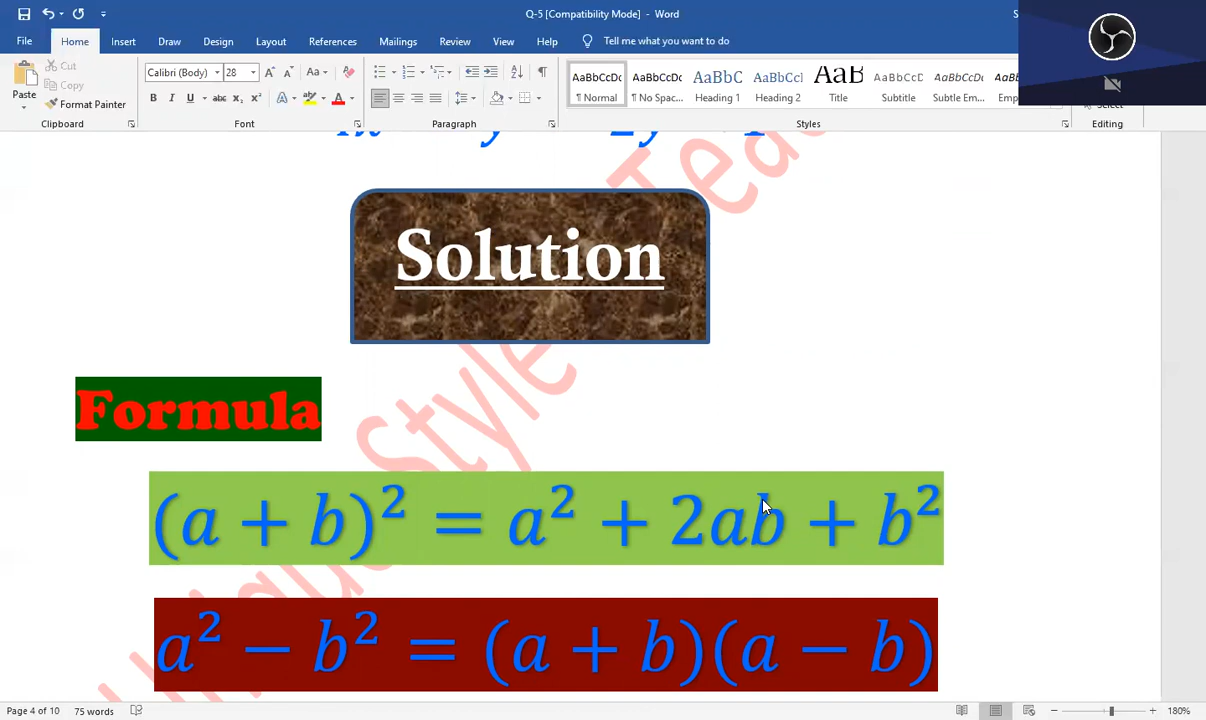 Q-5 [Compatibility Mode] - Word
File Home Insert Draw Design Layout References Mailings Review View Help Tell me what you want to do
Paste
Cut
Copy
Format Painter
Clipboard
Calibri (Body) 28
Font
Paragraph
AaBbCcDc AaBbCcDc AaBbC AaBbCcI AaB AaBbCcD AaBbCcDc
¶ Normal ¶ No Spac... Heading 1 Heading 2 Title Subtitle Subtle Em...
Styles
Editing
Solution
Formula
(a + b)² = a² + 2ab + b²
a² − b² = (a + b)(a − b)
Page 4 of 10 75 words 180%